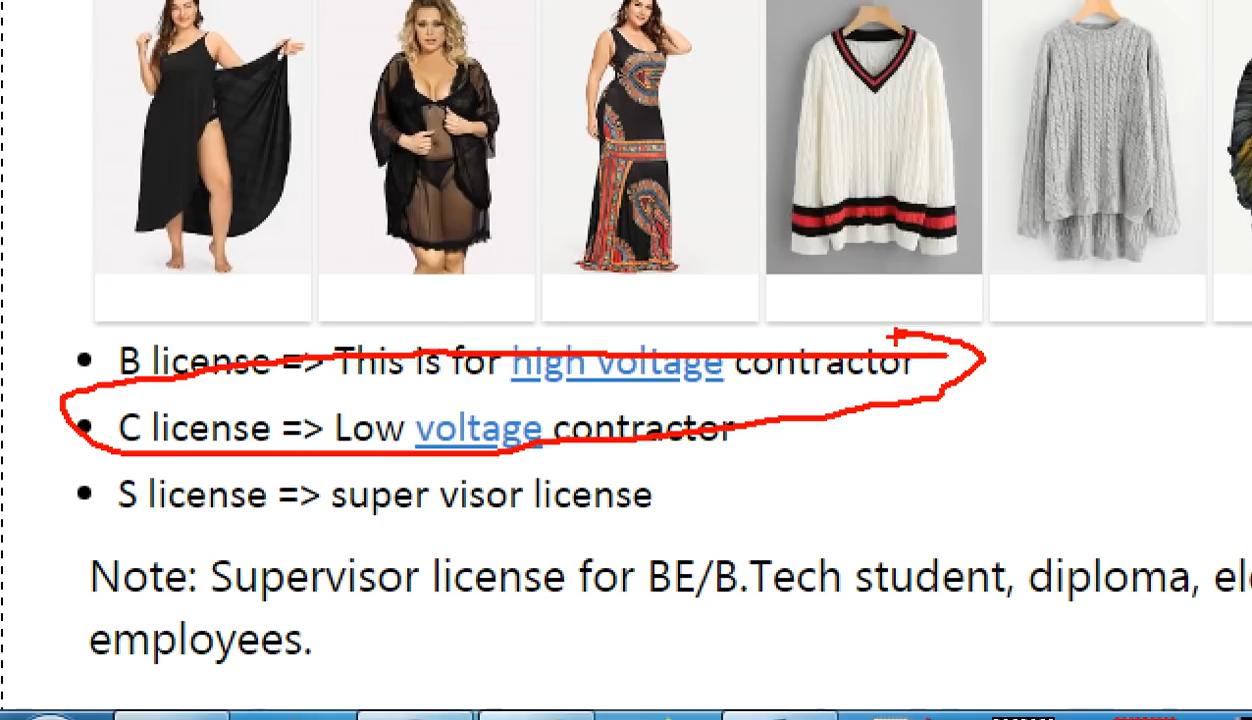 B license => This is for high voltage contractor
C license => Low voltage contractor
S license => super visor license
Note: Supervisor license for BE/B.Tech student, diploma,
employees.